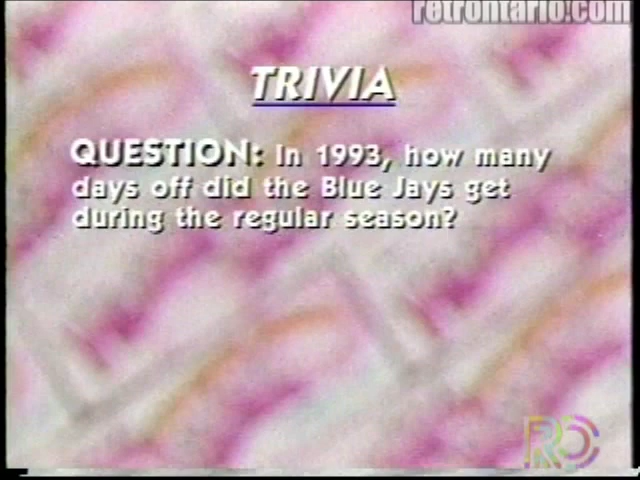 retrontario.com
TRIVIA
QUESTION: In 1993, how many
days off did the Blue Jays get
during the regular season?
RO